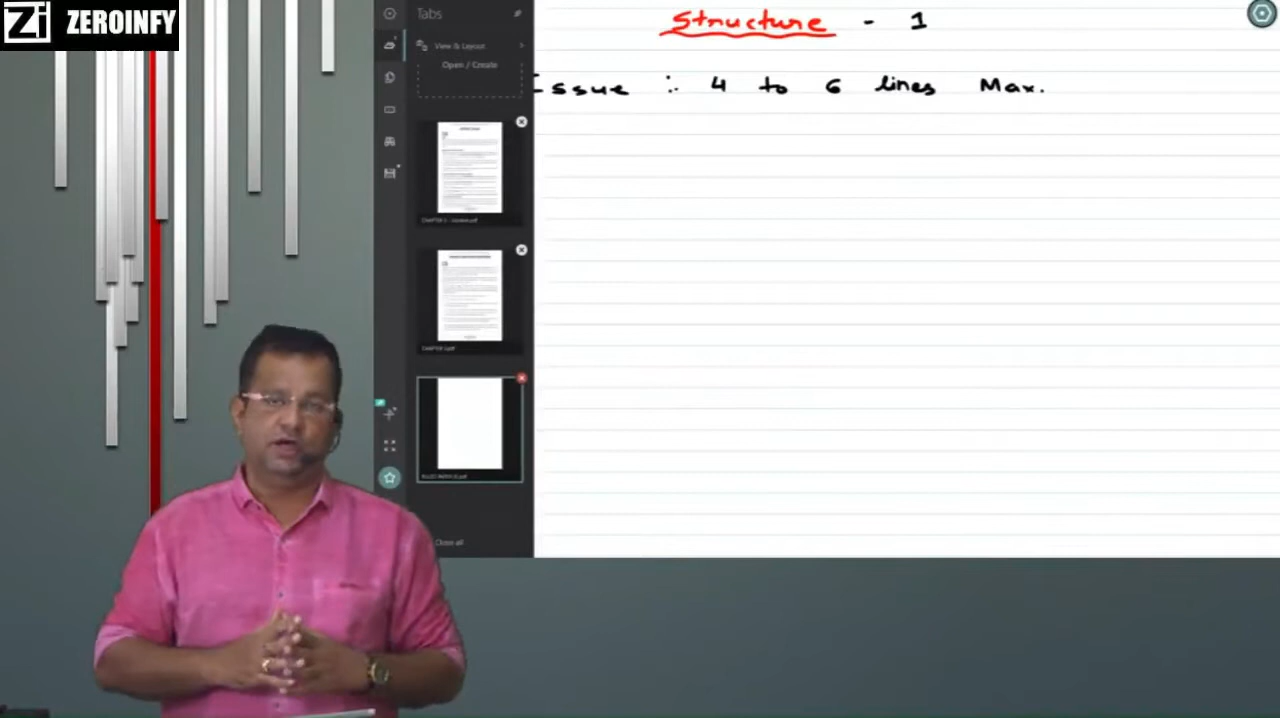 Zi ZEROINFY
Tabs
View & Layout
Open / Create
Close all
Structure - 1
Issue :- 4 to 6 lines Max.